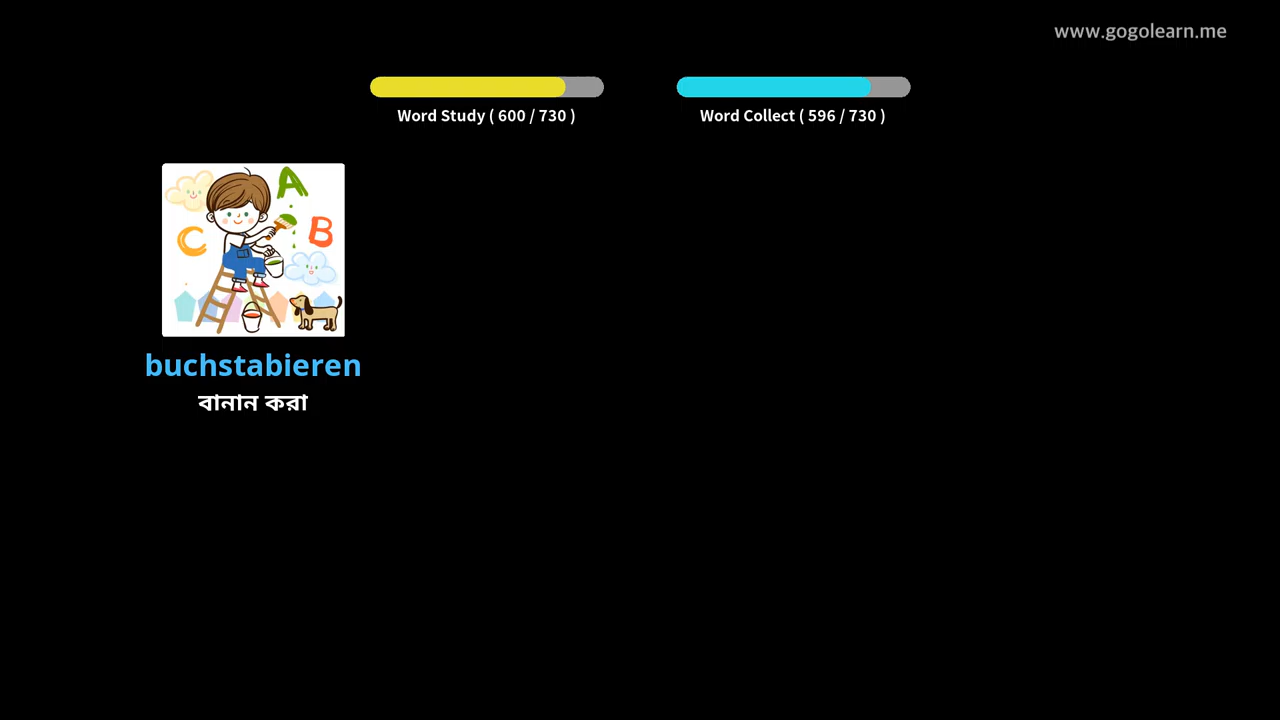 www.gogolearn.me
Word Study ( 600 / 730 )
Word Collect ( 596 / 730 )
A
B
C
buchstabieren
বানান করা